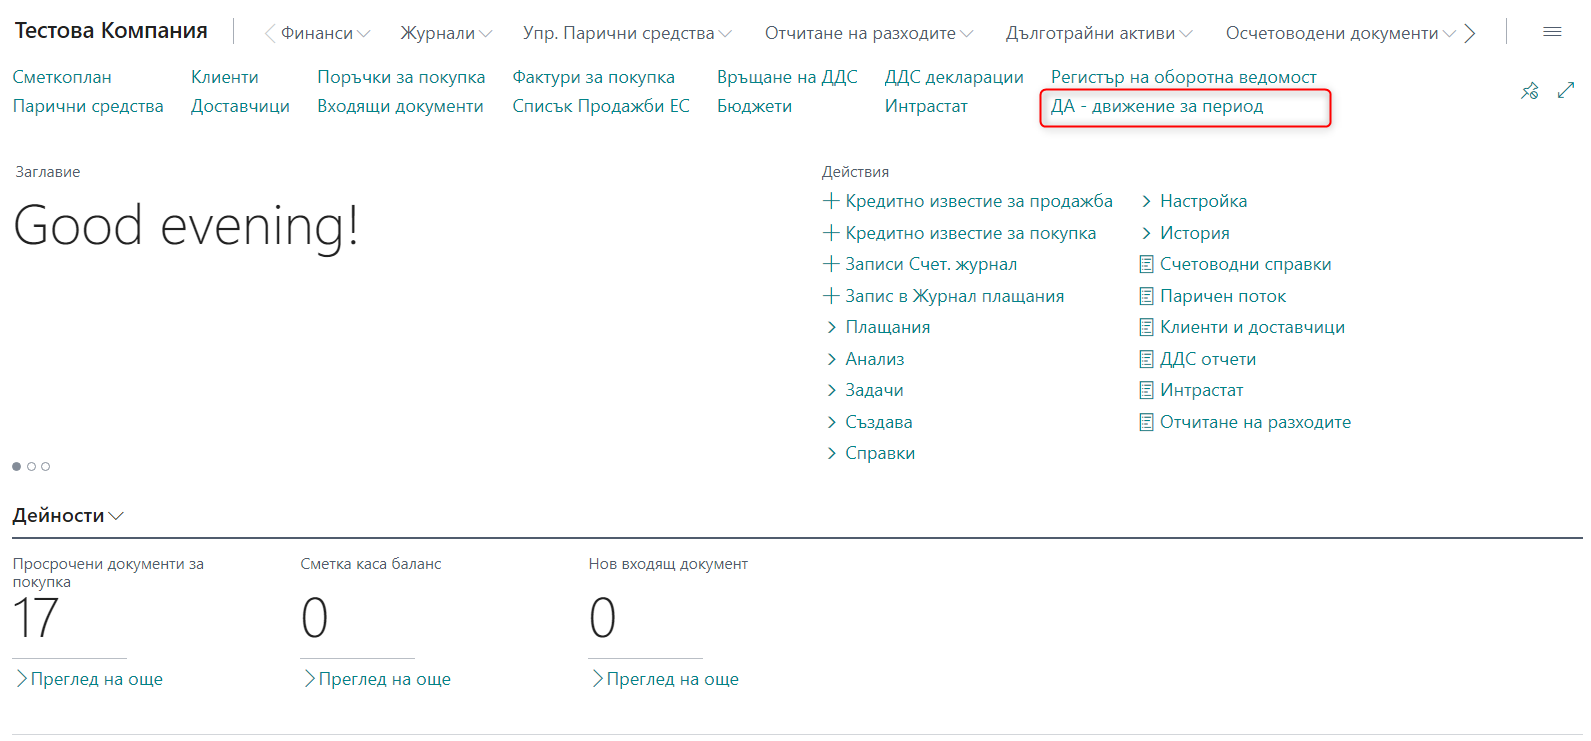 Тестова Компания
Финанси
Журнали
Упр. Парични средства
Отчитане на разходите
Дълготрайни активи
Осчетоводени документи
Сметкоплан
Клиенти
Поръчки за покупка
Фактури за покупка
Връщане на ДДС
ДДС декларации
Регистър на оборотна ведомост
Парични средства
Доставчици
Входящи документи
Списък Продажби ЕС
Бюджети
Интрастат
ДА - движение за период
Заглавие
Good evening!
Действия
Кредитно известие за продажба
Кредитно известие за покупка
Записи Счет. журнал
Запис в Журнал плащания
Плащания
Анализ
Задачи
Създава
Справки
Настройка
История
Счетоводни справки
Паричен поток
Клиенти и доставчици
ДДС отчети
Интрастат
Отчитане на разходите
Дейности
Просрочени документи за
покупка
17
Преглед на още
Сметка каса баланс
0
Преглед на още
Нов входящ документ
0
Преглед на още